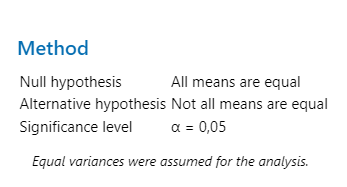 Method
Null hypothesis All means are equal
Alternative hypothesis Not all means are equal
Significance level α = 0,05
Equal variances were assumed for the analysis.